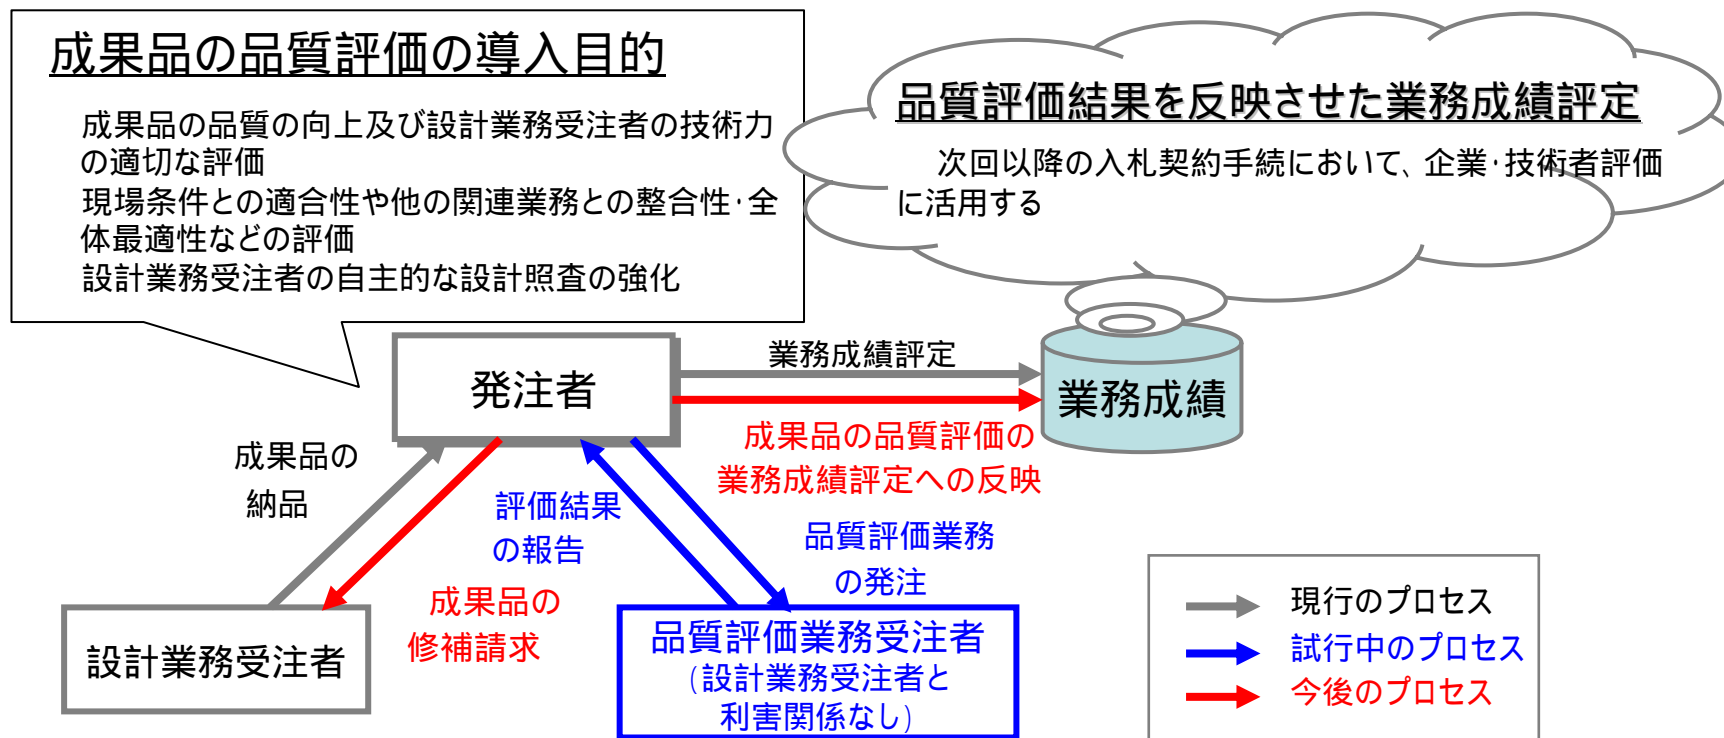 成果品の品質評価の導入目的
成果品の品質の向上及び設計業務受注者の技術力
の適切な評価
現場条件との適合性や他の関連業務との整合性・全
体最適性などの評価
設計業務受注者の自主的な設計照査の強化
品質評価結果を反映させた業務成績評定
次回以降の入札契約手続において、企業・技術者評価
に活用する
発注者
業務成績評定
業務成績
成果品の品質評価の
業務成績評定への反映
成果品の
納品
評価結果
の報告
品質評価業務
の発注
成果品の
修補請求
設計業務受注者
品質評価業務受注者
(設計業務受注者と
利害関係なし)
現行のプロセス
試行中のプロセス
今後のプロセス